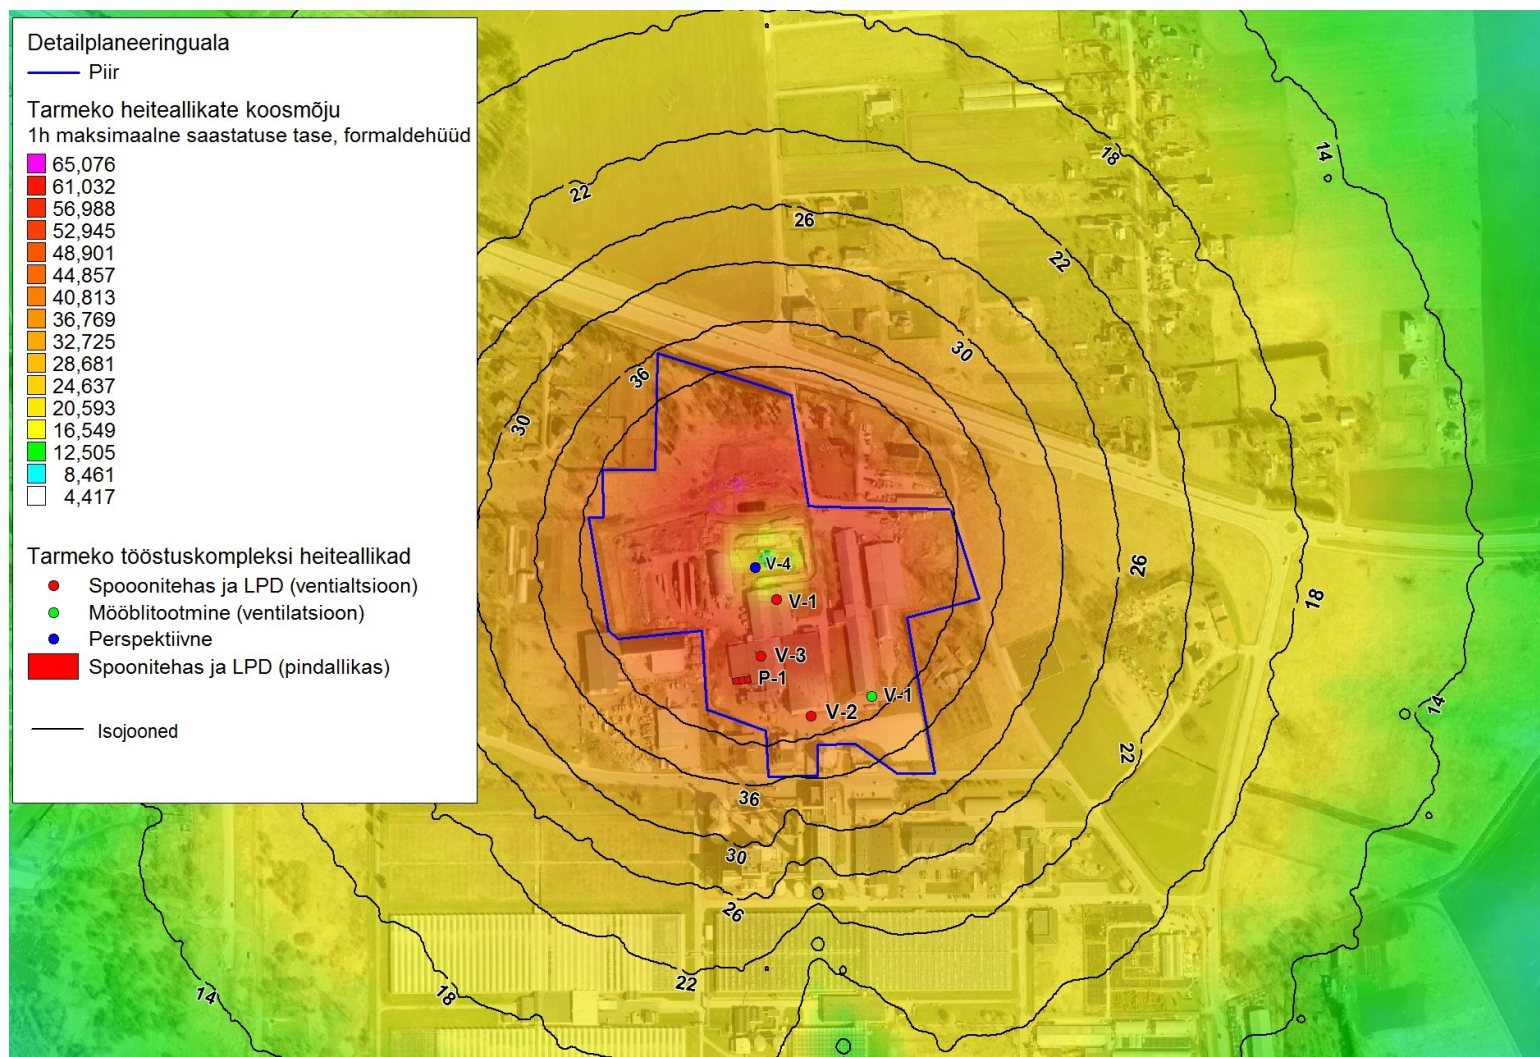 Detailplaneeringuala
Piir
Tarmeko heiteallikate koosmõju
1h maksimaalne saastatuse tase, formaldehüüd
65,076
61,032
56,988
52,945
48,901
44,857
40,813
36,769
32,725
28,681
24,637
20,593
16,549
12,505
8,461
4,417
Tarmeko tööstuskompleksi heiteallikad
Spooonitehas ja LPD (ventialtsioon)
Mööblitootmine (ventilatsioon)
Perspektiivne
Spoonitehas ja LPD (pindallikas)
Isojooned
14
18
22
26
22
30
36
30
V-4
26
V-1
18
V-3
P-1
V-1
14
V-2
22
36
30
26
22
18
14